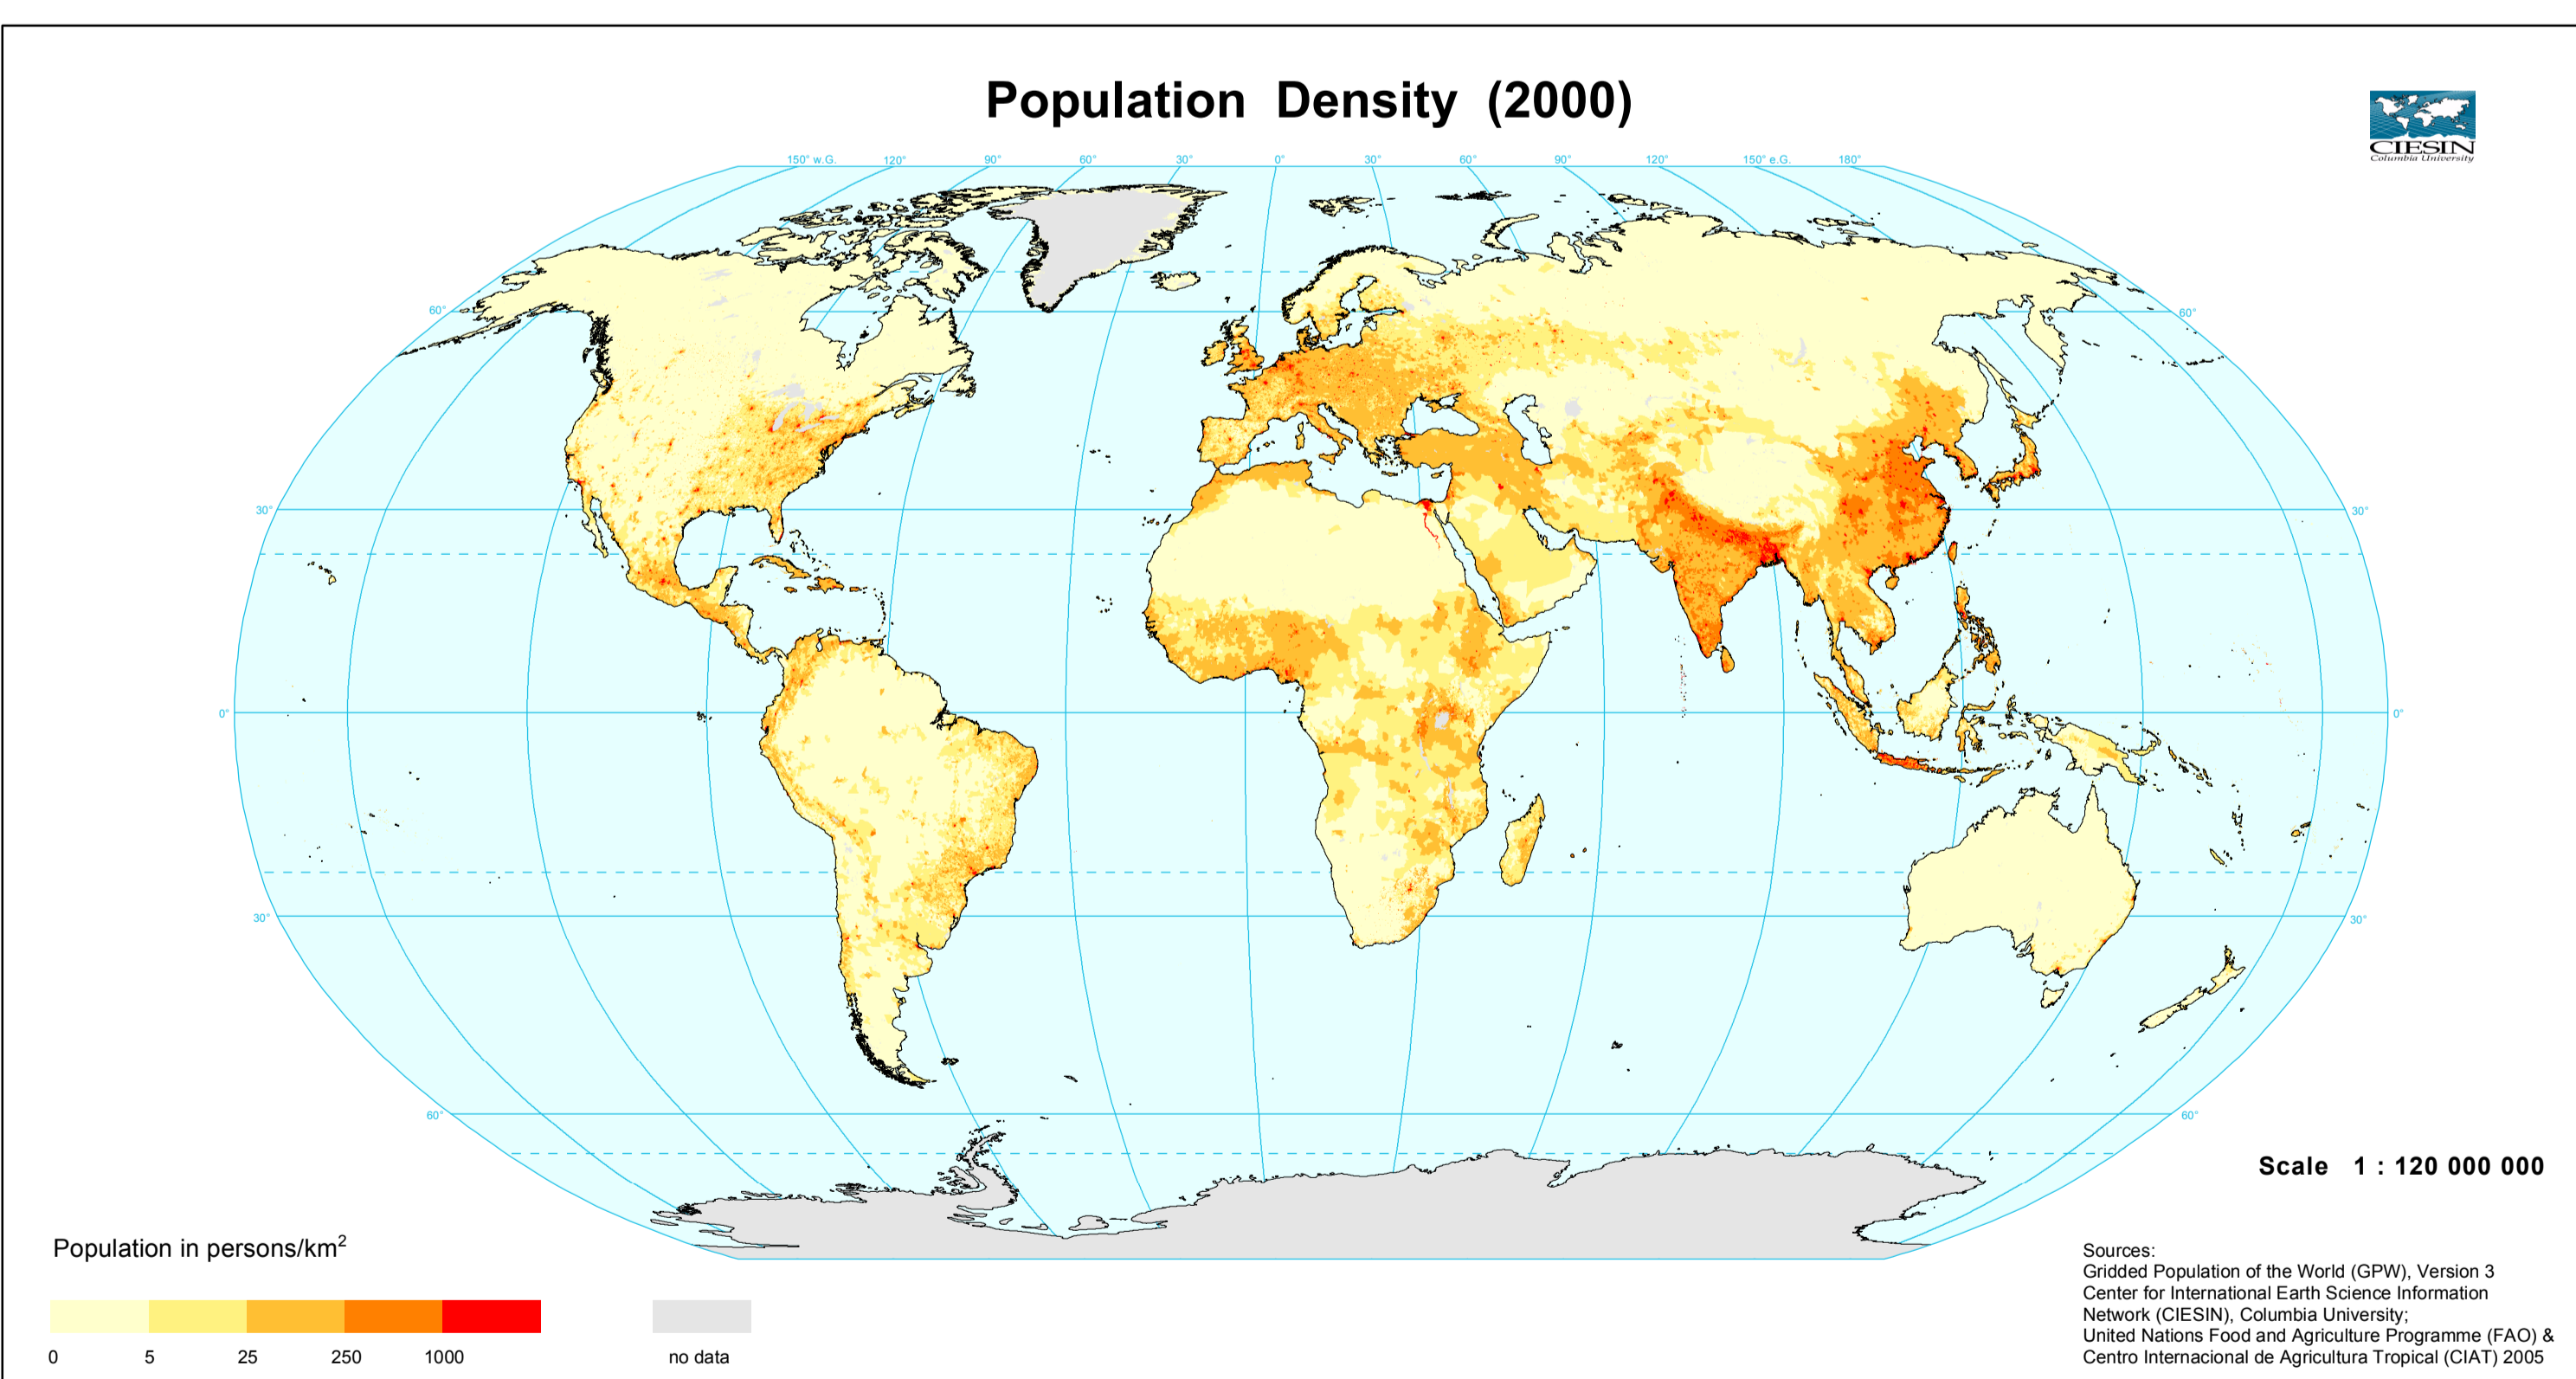 Population Density (2000)
CIESIN
Columbia University
150° w.G. 120° 90° 60° 30° 0° 30° 60° 90° 120° 150° e.G. 180°
60° 60°
30° 30°
0° 0°
30° 30°
60° 60°
Scale 1 : 120 000 000
Population in persons/km²
0 5 25 250 1000 no data
Sources:
Gridded Population of the World (GPW), Version 3
Center for International Earth Science Information
Network (CIESIN), Columbia University;
United Nations Food and Agriculture Programme (FAO) &
Centro Internacional de Agricultura Tropical (CIAT) 2005